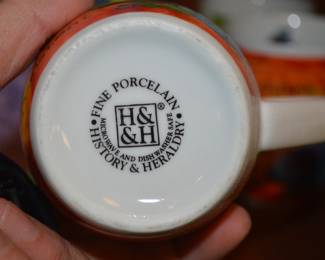 • FINE PORCELAIN •
H&
&H ®
MICROWAVE AND DISHWASHER SAFE
HISTORY & HERALDRY